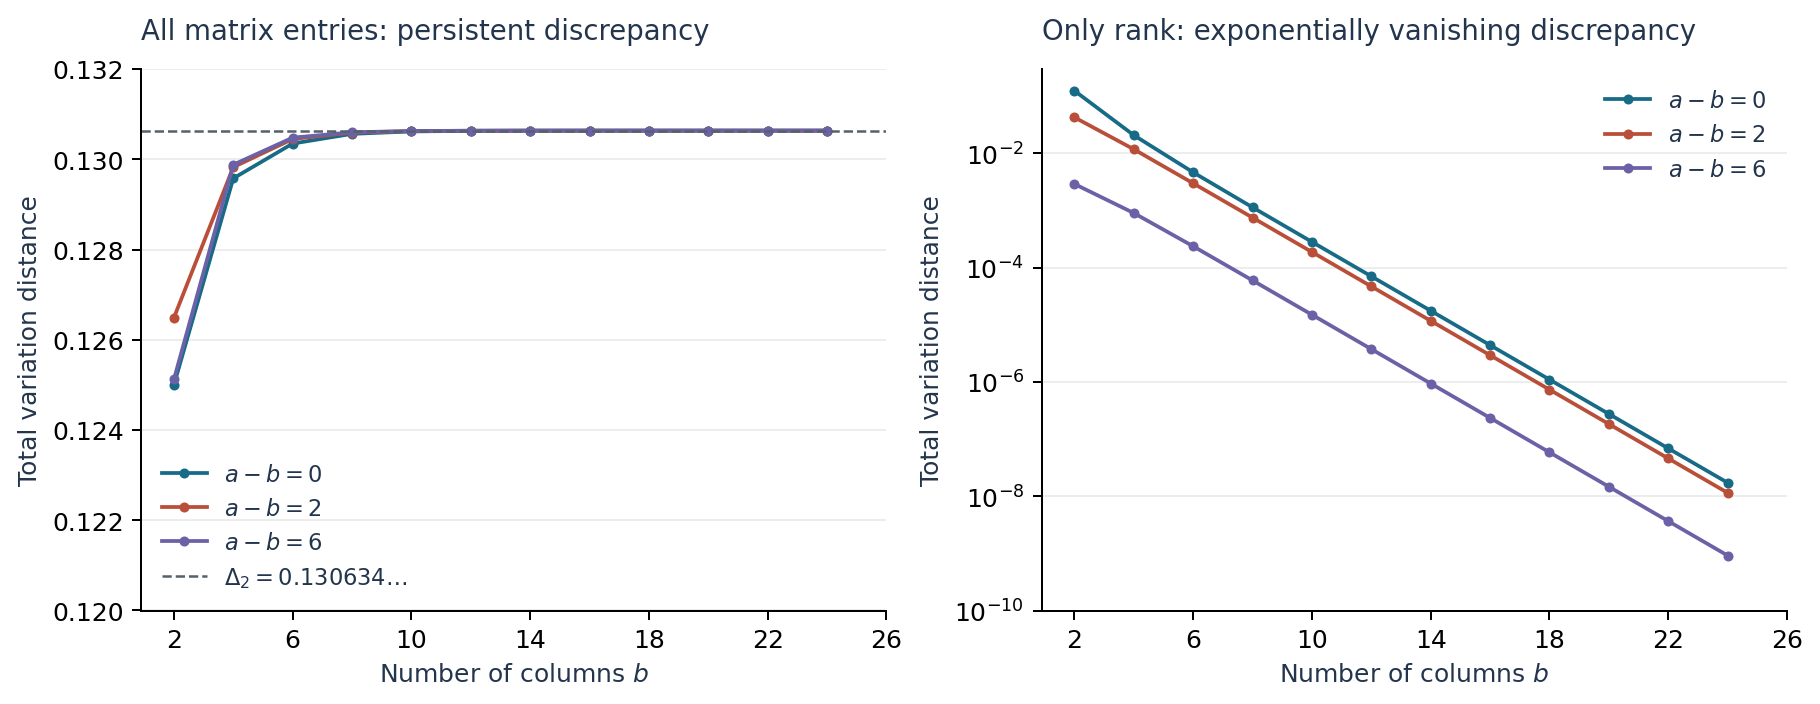 All matrix entries: persistent discrepancy
Total variation distance
0.132
0.130
0.128
0.126
0.124
0.122
0.120
a − b = 0
a − b = 2
a − b = 6
Δ₂ = 0.130634...
2 6 10 14 18 22 26
Number of columns b
Only rank: exponentially vanishing discrepancy
Total variation distance
10⁻²
10⁻⁴
10⁻⁶
10⁻⁸
10⁻¹⁰
a − b = 0
a − b = 2
a − b = 6
2 6 10 14 18 22 26
Number of columns b